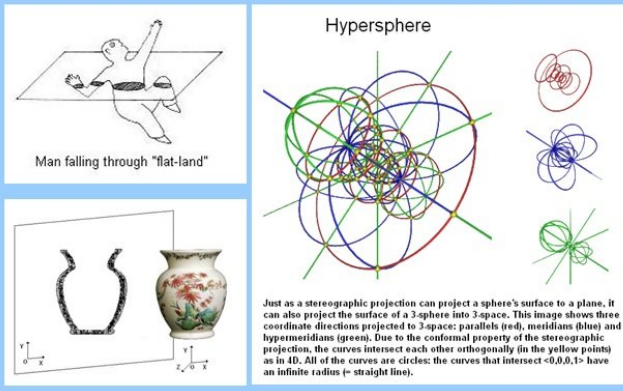 Man falling through "flat-land"
Y
O
X
Z
Y
O
X
Z
Hypersphere
Just as a stereographic projection can project a sphere's surface to a plane, it
can also project the surface of a 3-sphere into 3-space. This image shows three
coordinate directions projected to 3-space: parallels (red), meridians (blue) and
hypermeridians (green). Due to the conformal property of the stereographic
projection, the curves intersect each other orthogonally (in the yellow points)
as in 4D. All of the curves are circles: the curves that intersect <0,0,0,1> have
an infinite radius (= straight line).